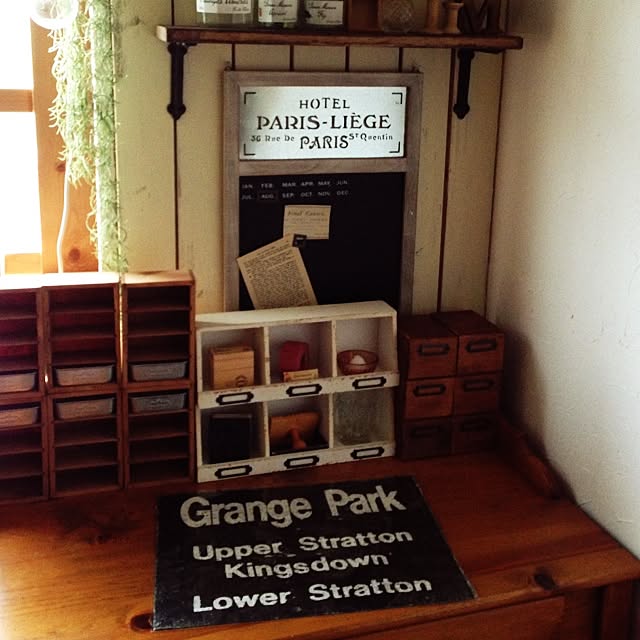 HOTEL
PARIS-LIÈGE
36 Rue De St Quentin
PARIS
JAN. FEB. MAR. APR. MAY. JUN.
JUL. AUG. SEP. OCT. NOV. DEC.
Grange Park
Upper Stratton
Kingsdown
Lower Stratton